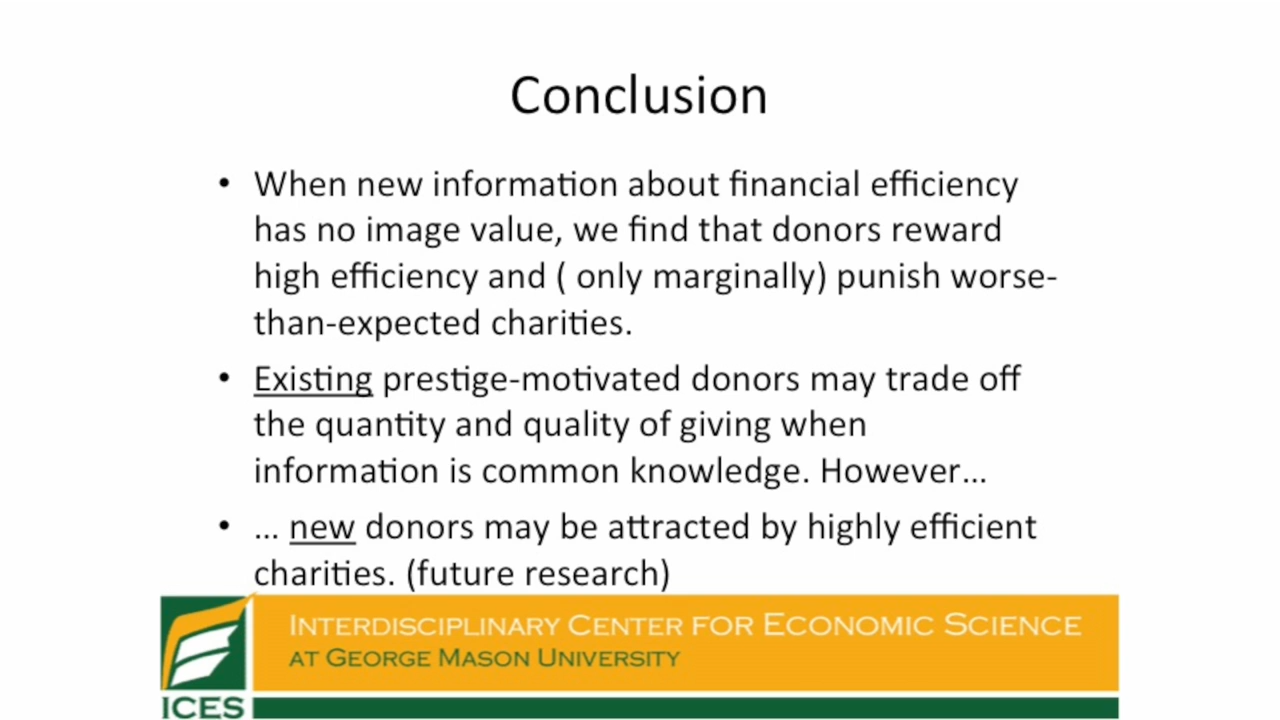 Conclusion
• When new information about financial efficiency
has no image value, we find that donors reward
high efficiency and ( only marginally) punish worse-
than-expected charities.
• Existing prestige-motivated donors may trade off
the quantity and quality of giving when
information is common knowledge. However…
• … new donors may be attracted by highly efficient
charities. (future research)
INTERDISCIPLINARY CENTER FOR ECONOMIC SCIENCE
AT GEORGE MASON UNIVERSITY
ICES